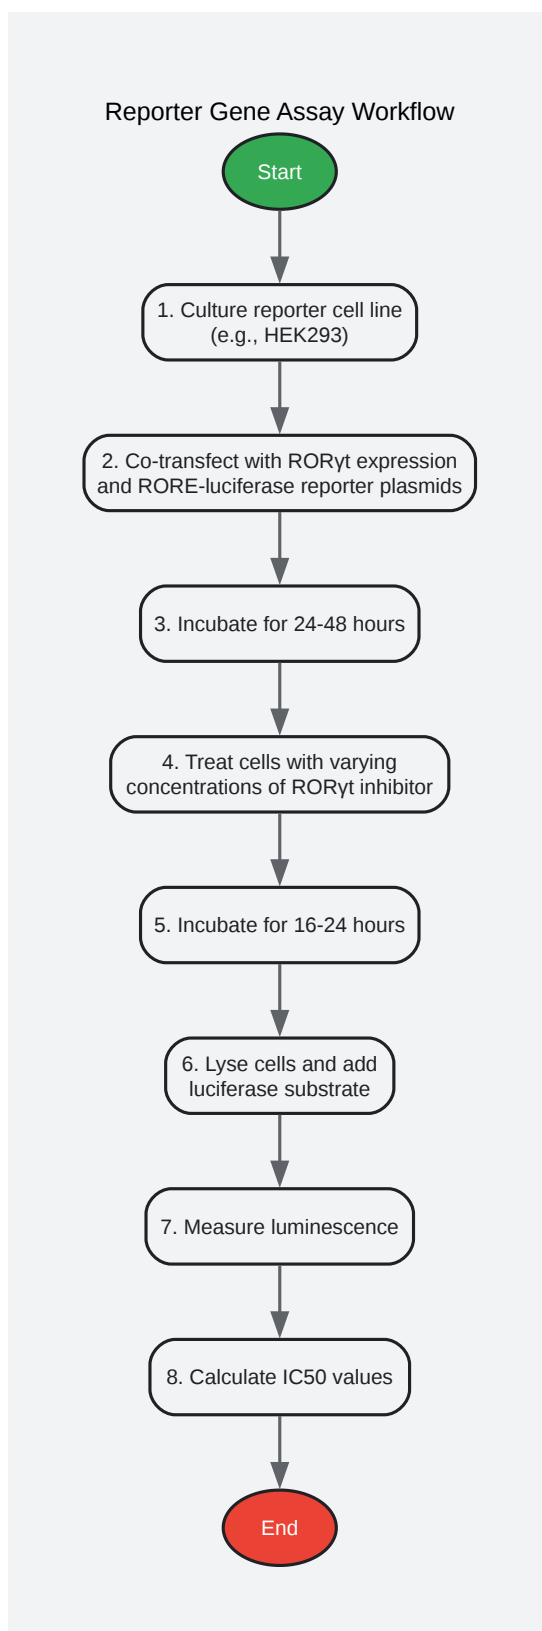 Reporter Gene Assay Workflow
Start
1. Culture reporter cell line
(e.g., HEK293)
2. Co-transfect with RORγt expression
and RORE-luciferase reporter plasmids
3. Incubate for 24-48 hours
4. Treat cells with varying
concentrations of RORγt inhibitor
5. Incubate for 16-24 hours
6. Lyse cells and add
luciferase substrate
7. Measure luminescence
8. Calculate IC50 values
End